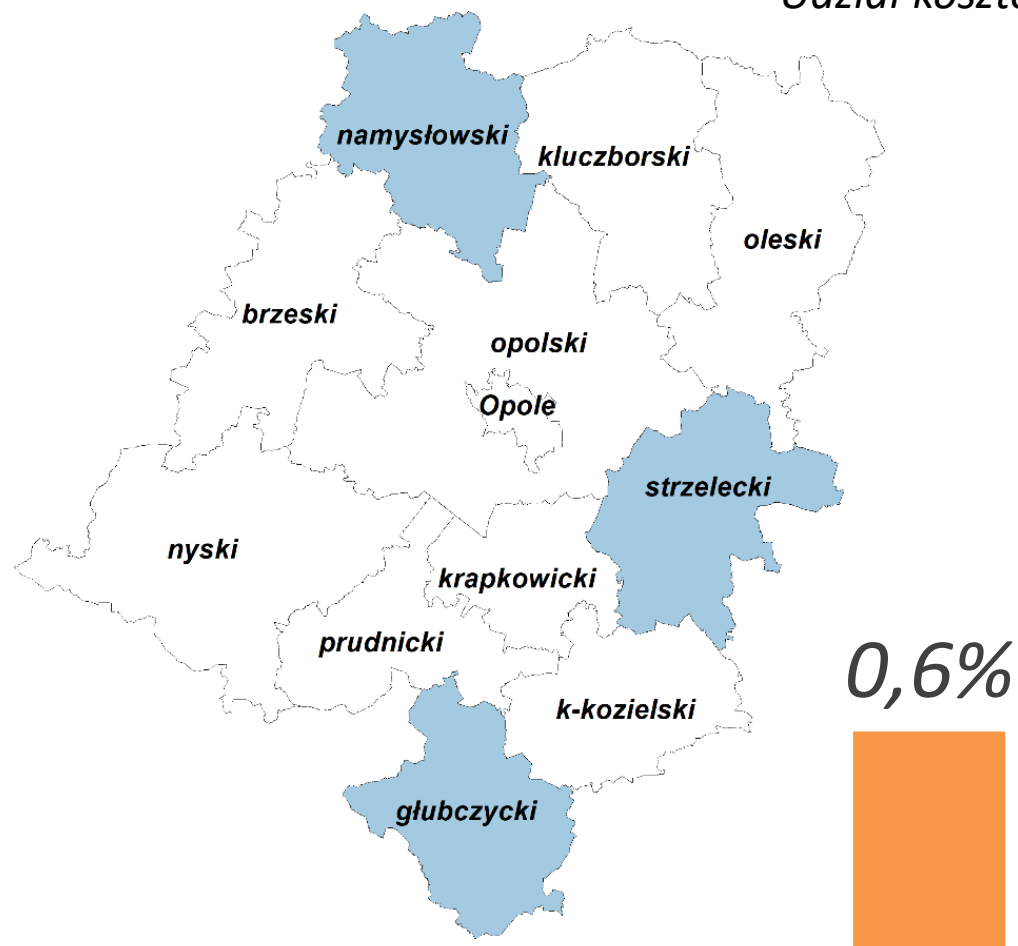 namysłowski
kluczborski
oleski
brzeski
opolski
Opole
strzelecki
nyski
krapkowicki
prudnicki
0,6%
k-kozielski
głubczycki